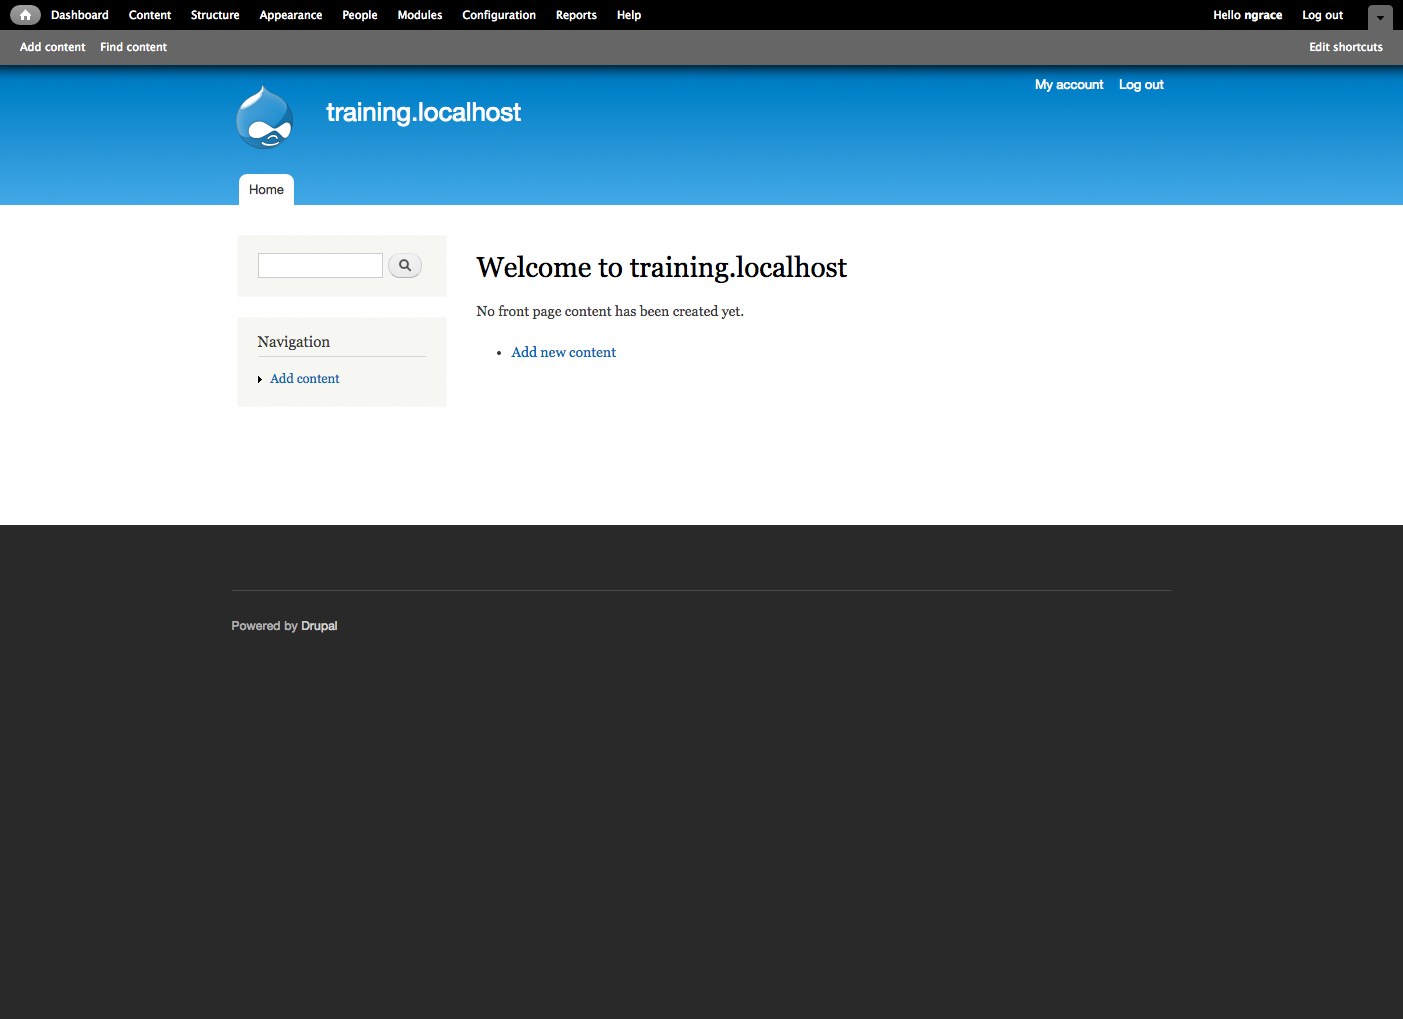 Dashboard Content Structure Appearance People Modules Configuration Reports Help Hello ngrace Log out
Add content Find content Edit shortcuts
My account Log out
training.localhost
Home
Welcome to training.localhost
No front page content has been created yet.
Add new content
Navigation
Add content
Powered by Drupal